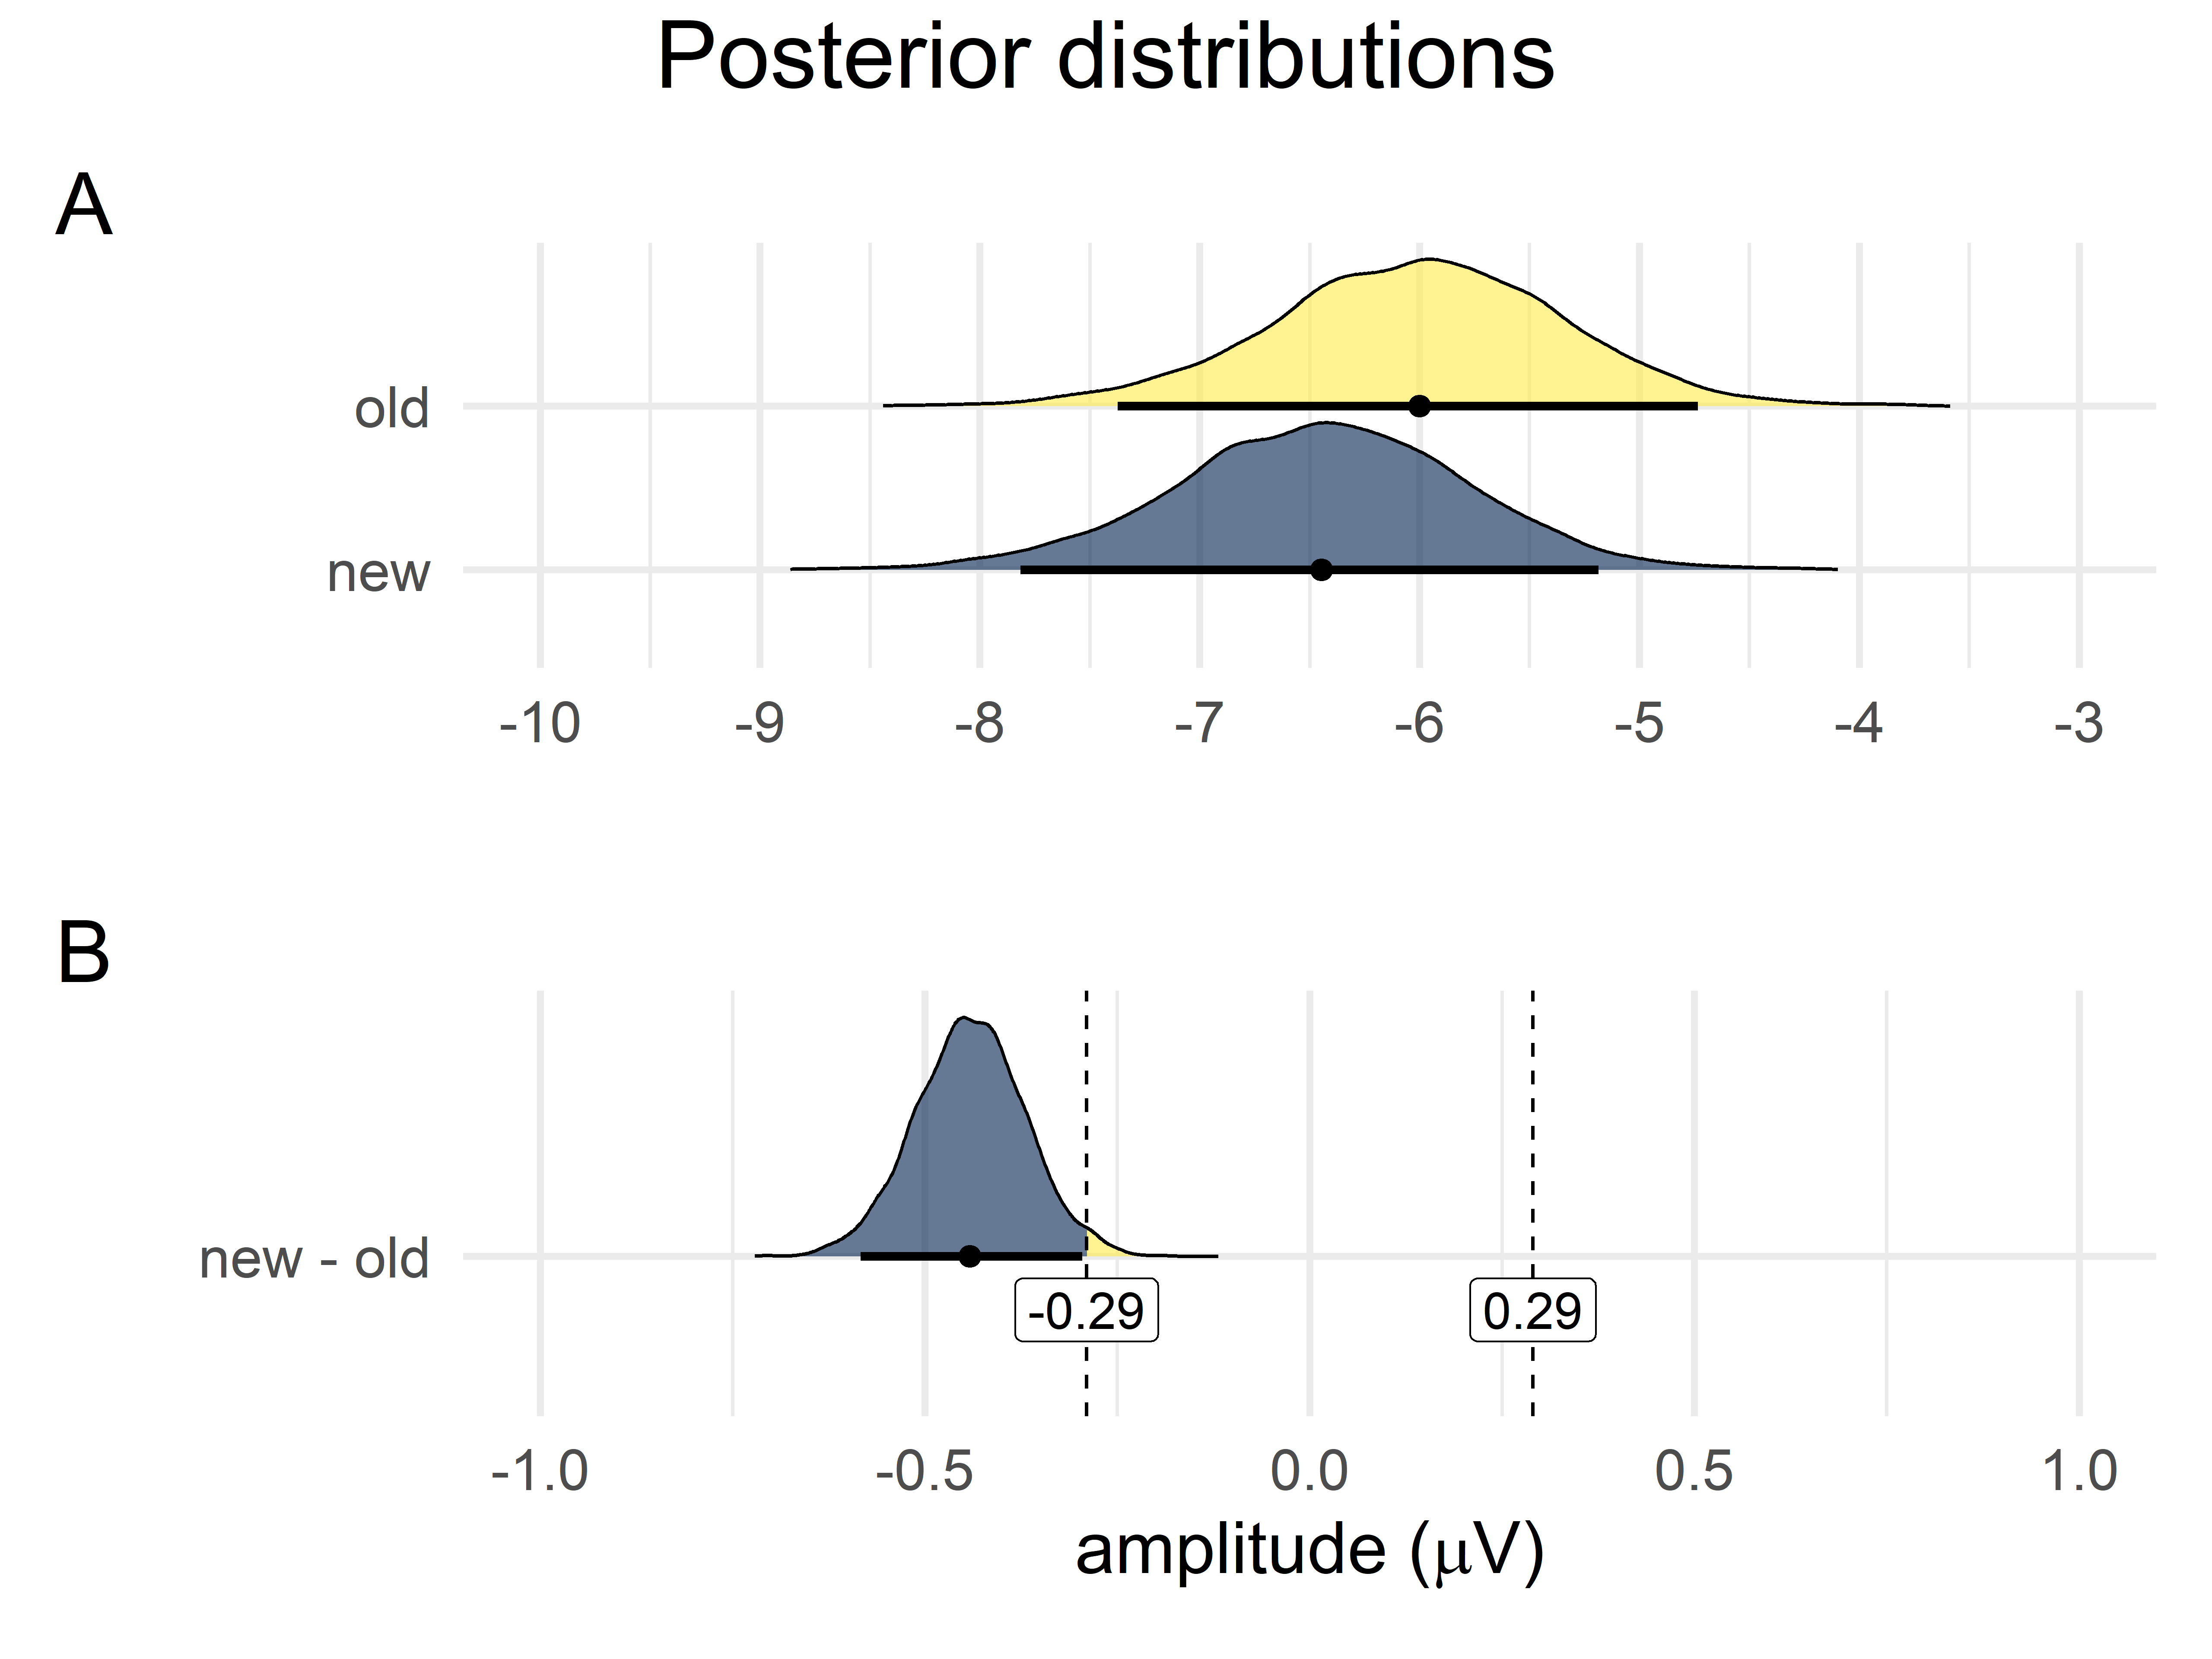 Posterior distributions
A
old
new
-10 -9 -8 -7 -6 -5 -4 -3
B
new - old
-0.29 0.29
-1.0 -0.5 0.0 0.5 1.0
amplitude (μV)